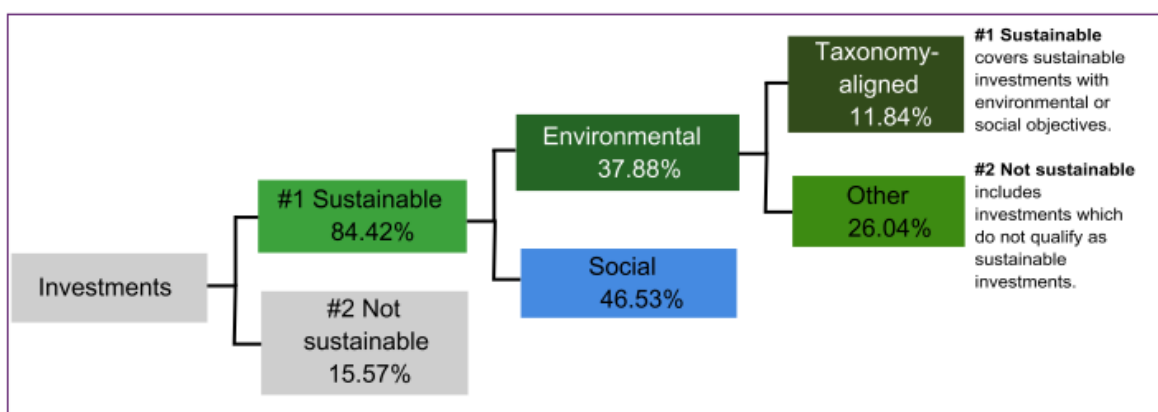 Investments
#1 Sustainable
84.42%
#2 Not
sustainable
15.57%
Environmental
37.88%
Social
46.53%
Taxonomy-
aligned
11.84%
Other
26.04%
#1 Sustainable
covers sustainable
investments with
environmental or
social objectives.
#2 Not sustainable
includes
investments which
do not qualify as
sustainable
investments.